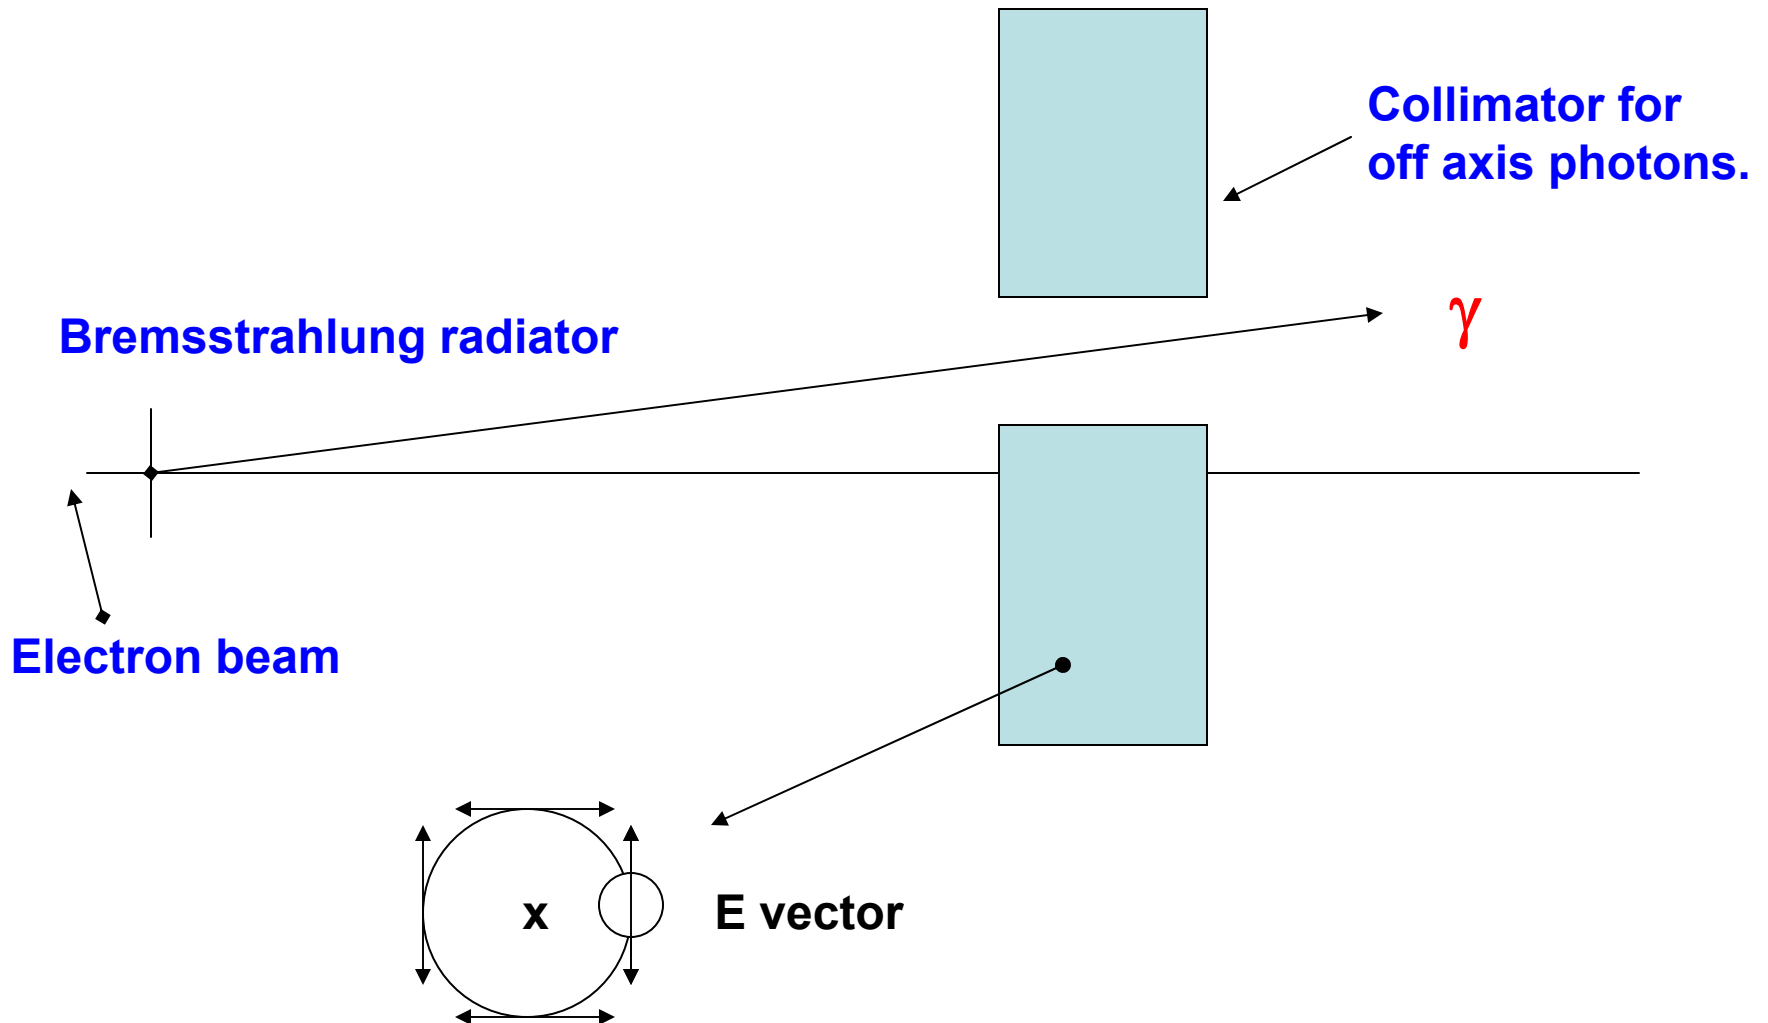 Collimator for
off axis photons.
γ
Bremsstrahlung radiator
Electron beam
x
E vector